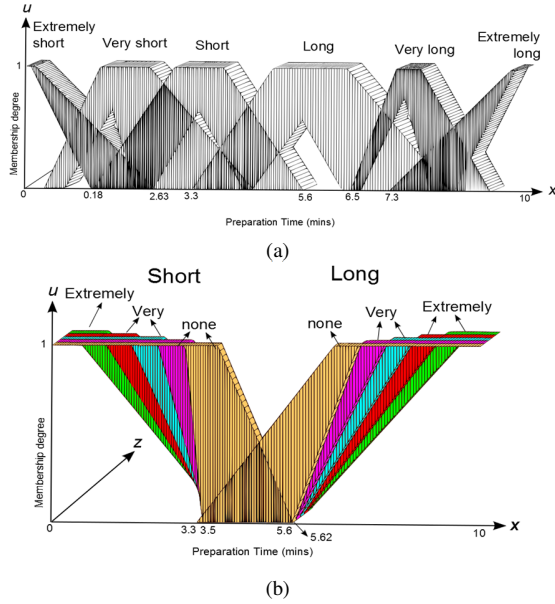 u
Extremely short
Very short
Short
Long
Very long
Extremely long
1
Membership degree
0
0.18
2.63
3.3
5.6
6.5
7.3
10
x
Preparation Time (mins)
(a)
Short
Long
u
Extremely
Very
none
none
Very
Extremely
1
Membership degree
z
0
3.3
3.5
5.6
5.62
10
x
Preparation Time (mins)
(b)